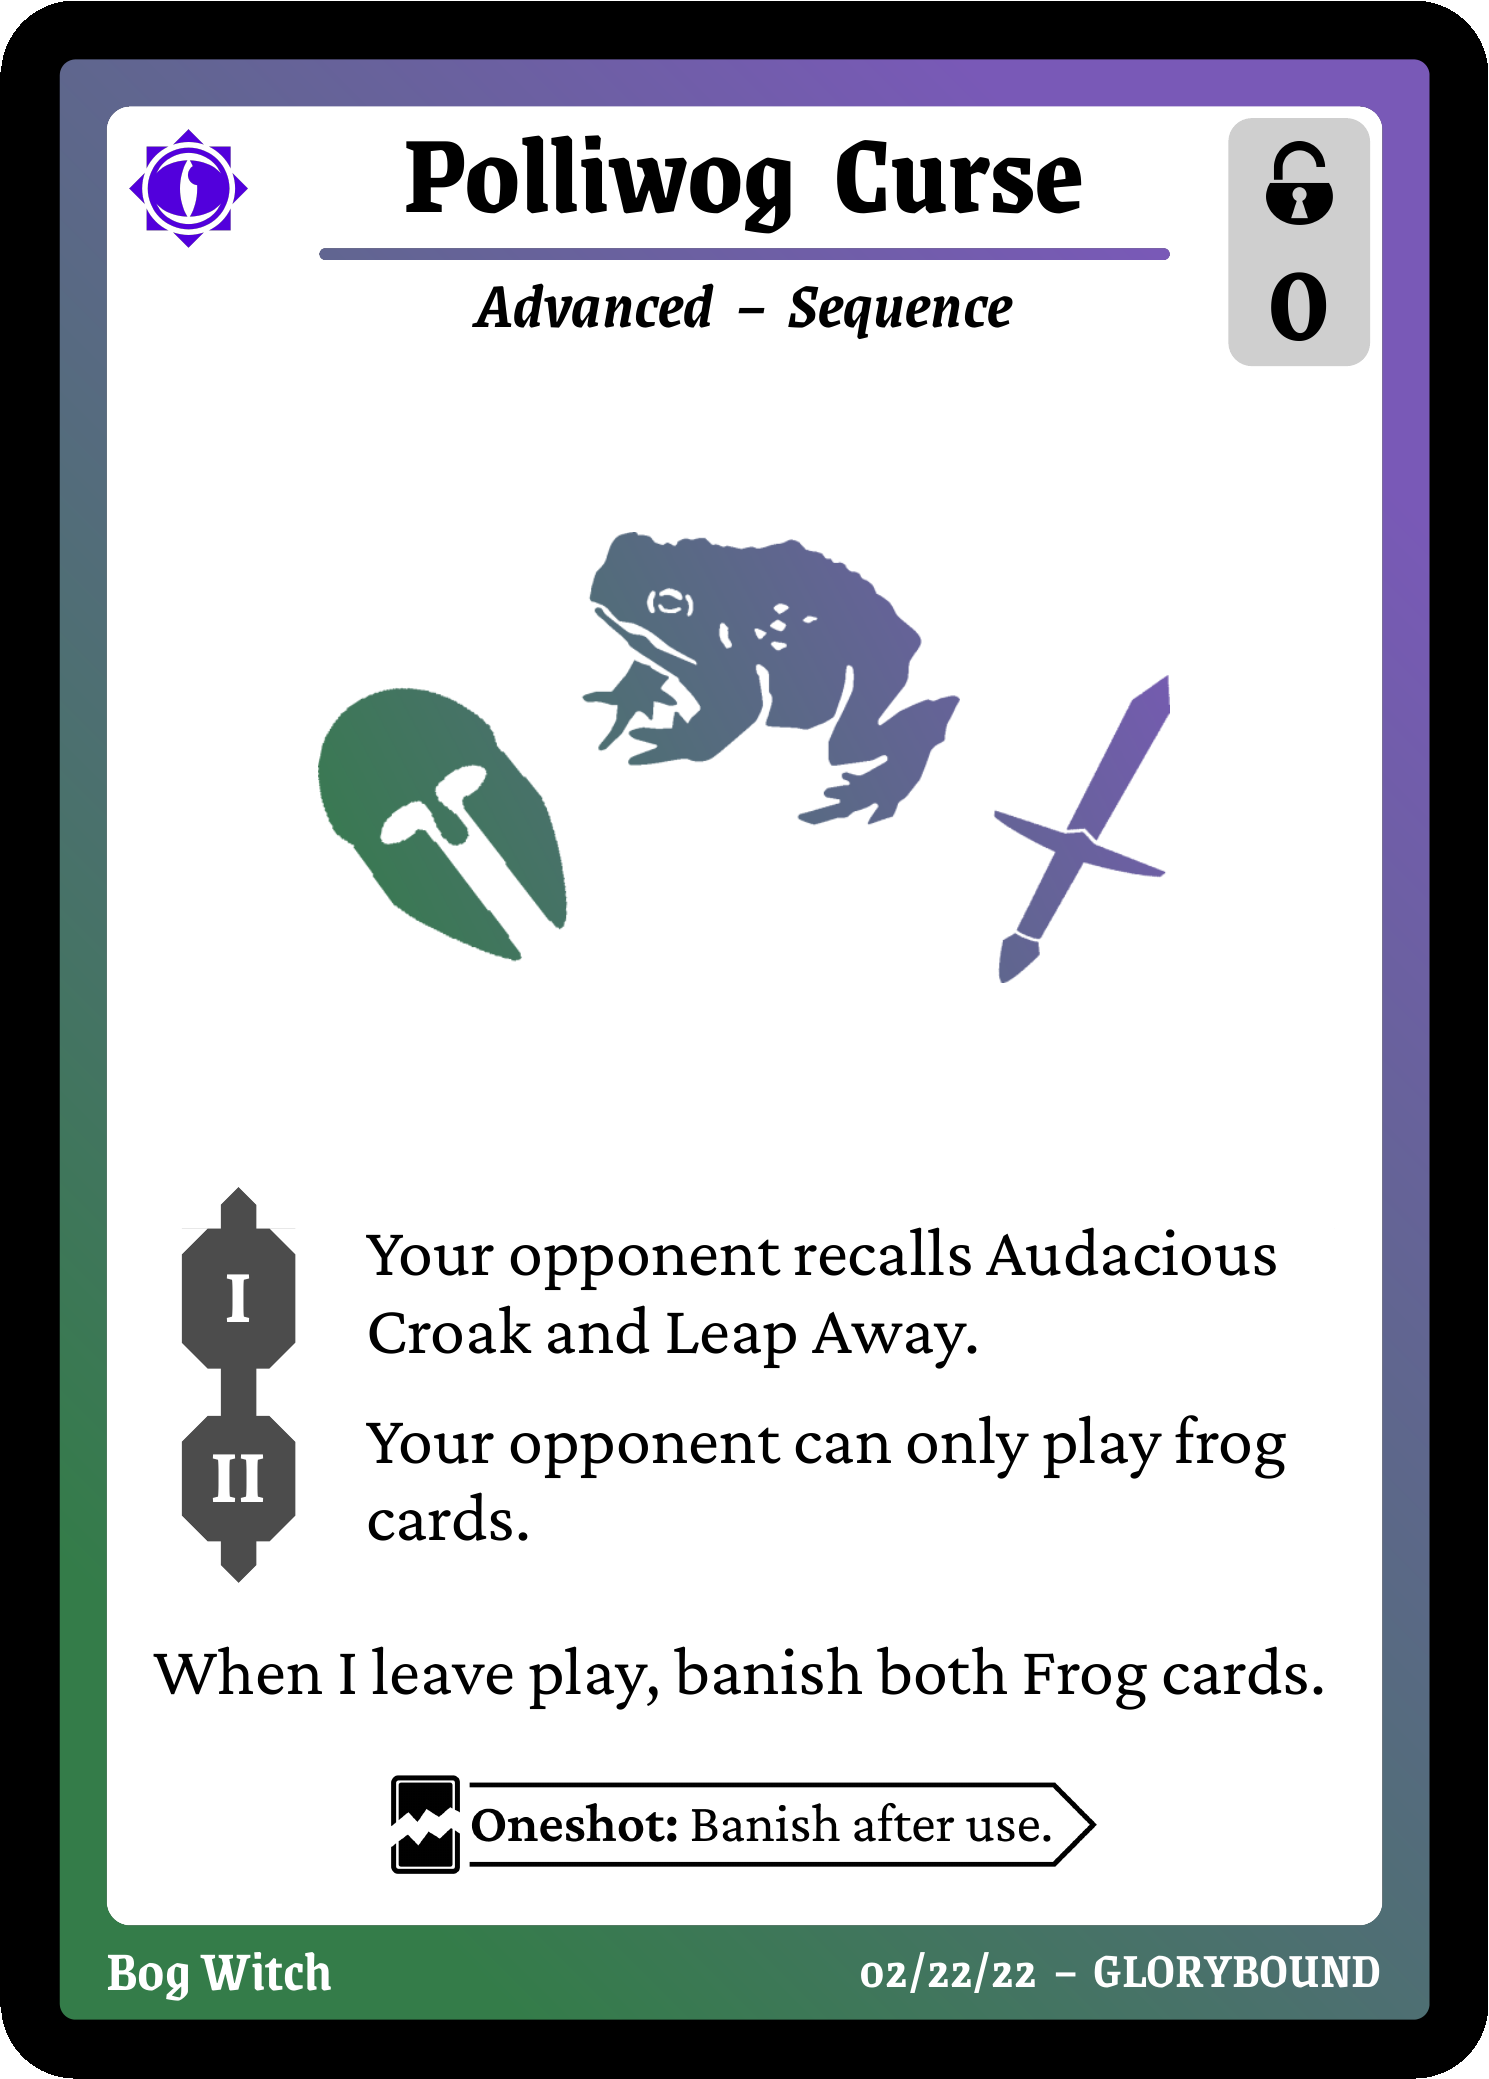 Polliwog Curse
0
Advanced – Sequence
I
Your opponent recalls Audacious
Croak and Leap Away.
II
Your opponent can only play frog
cards.
When I leave play, banish both Frog cards.
Oneshot: Banish after use.
Bog Witch
02/22/22 – GLORYBOUND